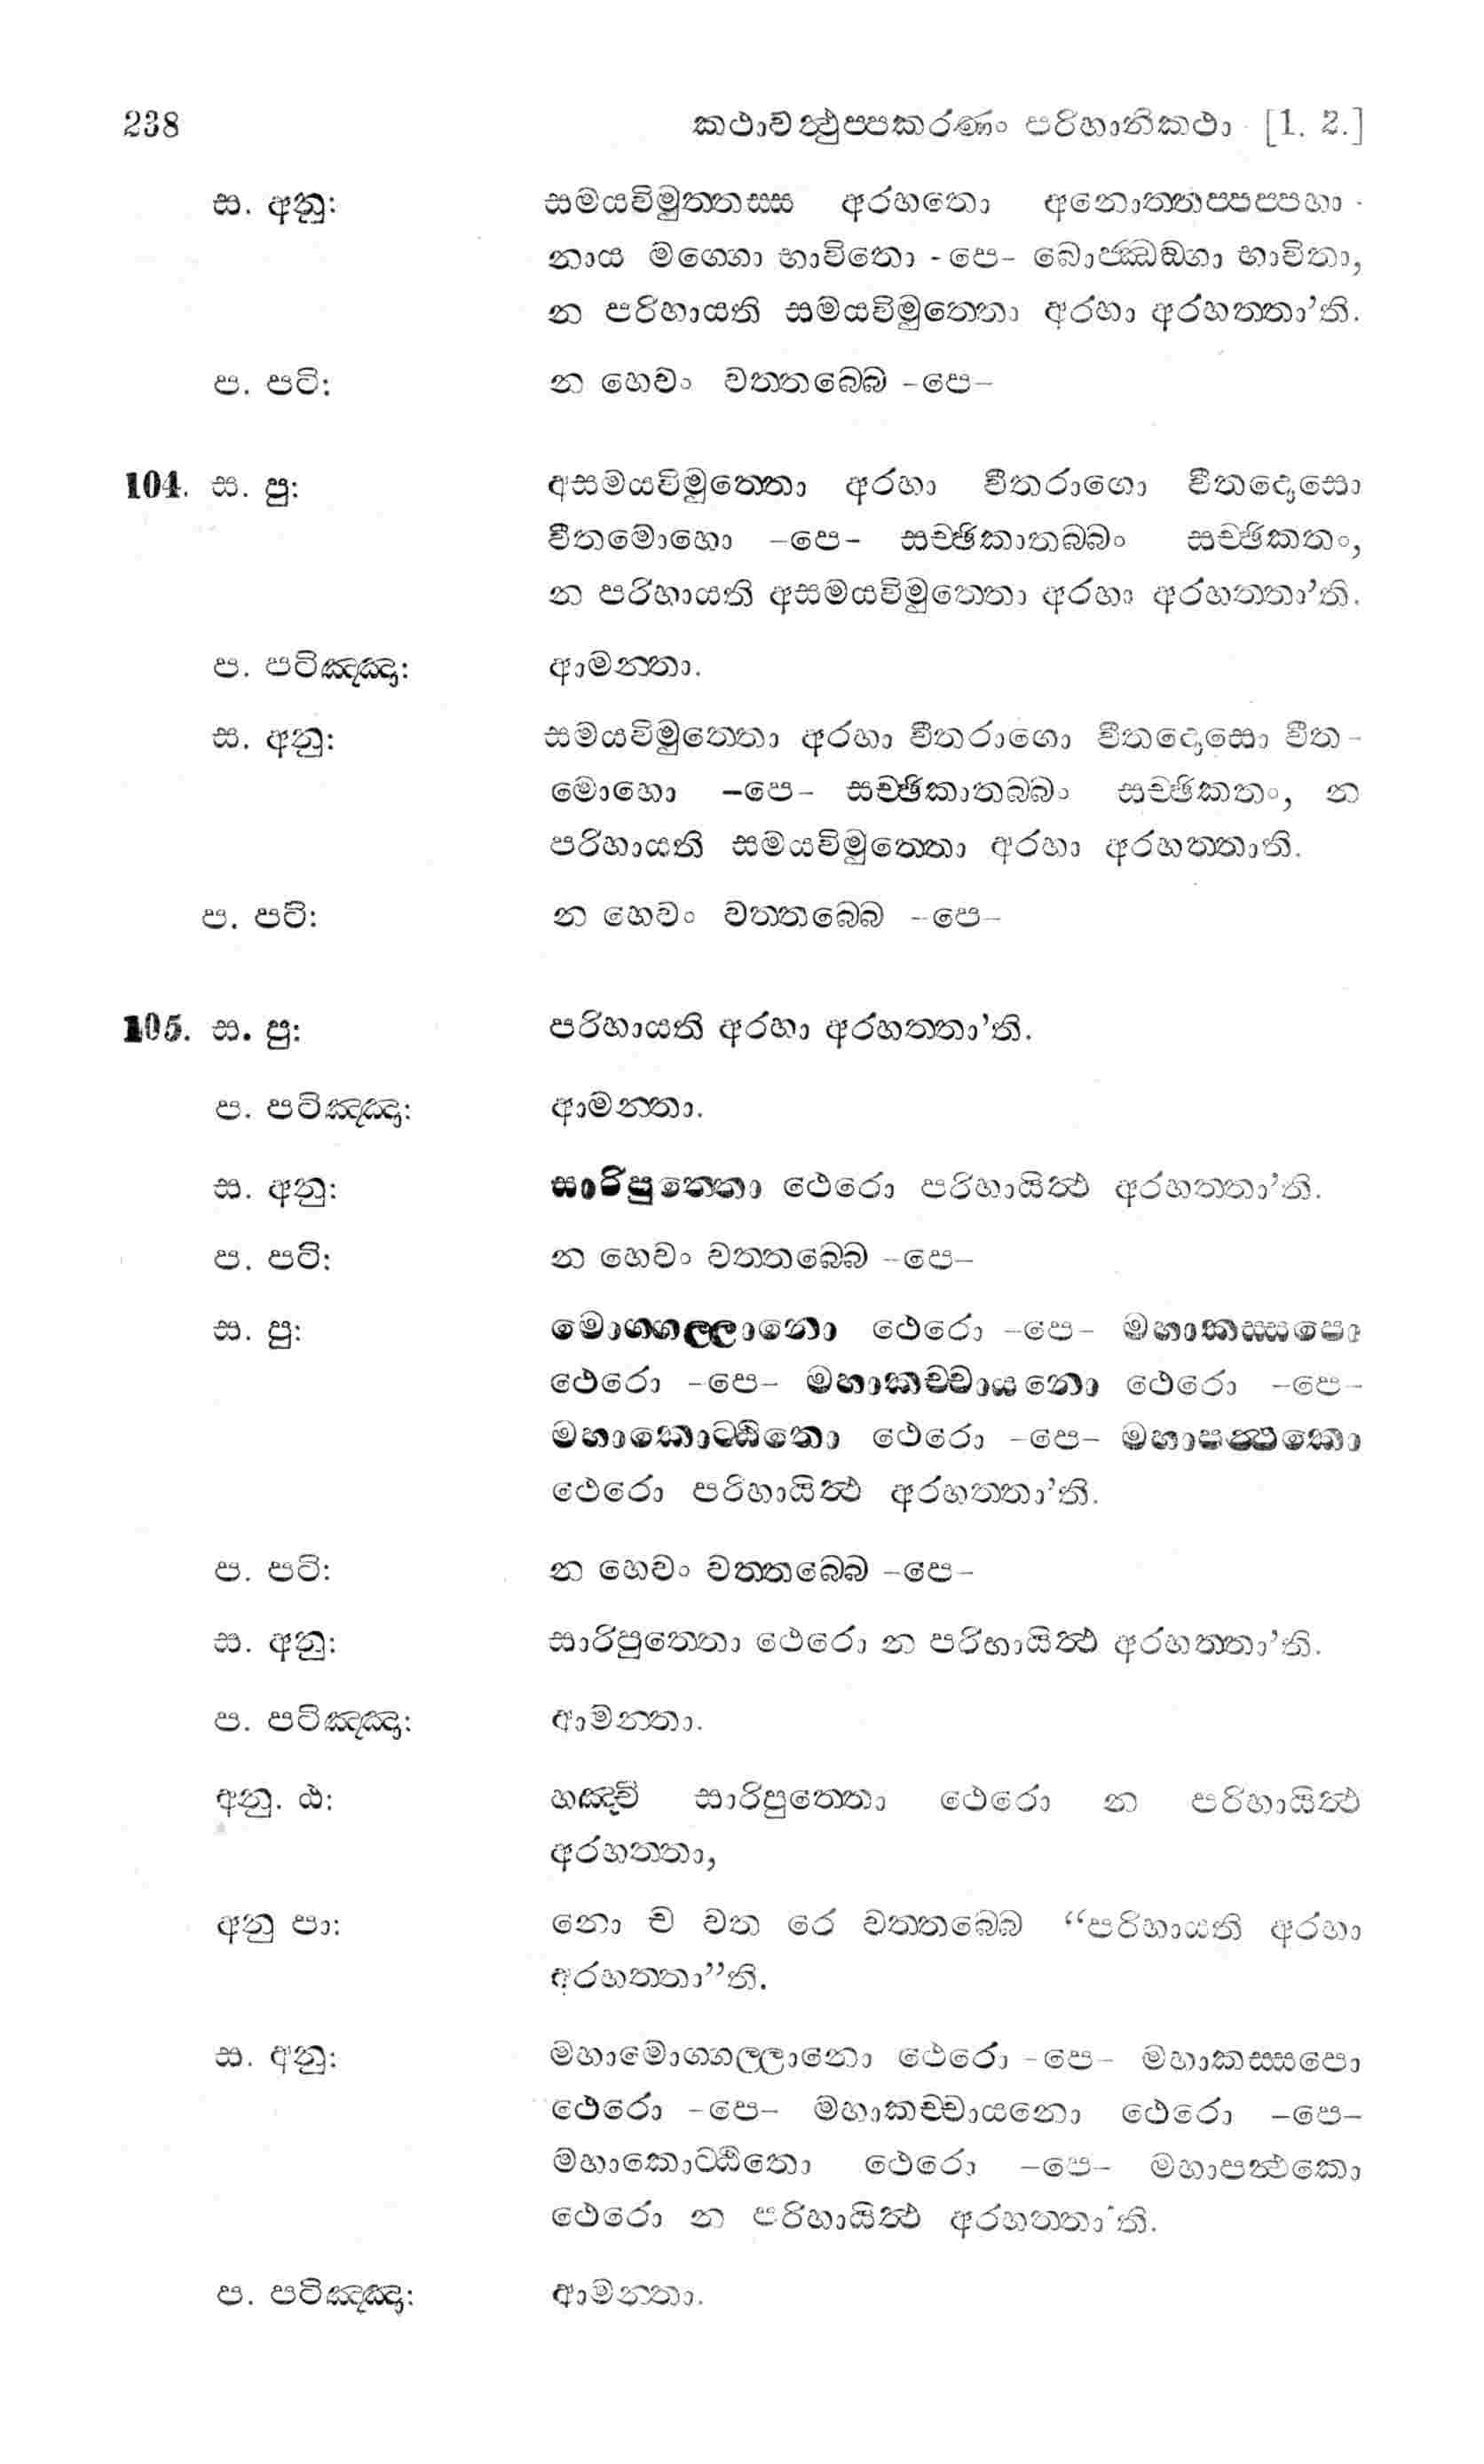 238 කථාවත්ථුප්පකරණං පරිහානිකථා [1. 2.]
ස. අනු: සමයවිමුත්තස්ස අරහතො අනොත්තප්පප්පහා-
නාය මග්ගො භාවිතො -පෙ- බොජ්ඣඞ්ගා භාවිතා,
න පරිහායති සමයවිමුත්තො අරහා අරහත්තා’ති.
ප. පටි: න හෙවං වත්තබ්බෙ -පෙ-
104. ස. පු: අසමයවිමුත්තො අරහා වීතරාගො වීතදොසො
වීතමොහො -පෙ- සච්ඡිකාතබ්බං සච්ඡිකතං,
න පරිහායති අසමයවිමුත්තො අරහා අරහත්තා’ති.
ප. පටිඤ්ඤා: ආමන්තා.
ස. අනු: සමයවිමුත්තො අරහා වීතරාගො වීතදොසො වීත-
මොහො -පෙ- සච්ඡිකාතබ්බං සච්ඡිකතං, න
පරිහායති සමයවිමුත්තො අරහා අරහත්තාති.
ප. පටි: න හෙවං වත්තබ්බෙ -පෙ-
105. ස. පු: පරිහායති අරහා අරහත්තා’ති.
ප. පටිඤ්ඤා: ආමන්තා.
ස. අනු: සාරිපුත්තො ථෙරො පරිහායිත්ථ අරහත්තා’ති.
ප. පටි: න හෙවං වත්තබ්බෙ -පෙ-
ස. පු: මොග්ගල්ලානො ථෙරො -පෙ- මහාකස්සපො
ථෙරො -පෙ- මහාකච්චායනො ථෙරො -පෙ-
මහාකොට්ඨිතො ථෙරො -පෙ- මහාපන්ථකො
ථෙරො පරිහායිත්ථ අරහත්තා’ති.
ප. පටි: න හෙවං වත්තබ්බෙ -පෙ-
ස. අනු: සාරිපුත්තො ථෙරො න පරිහායිත්ථ අරහත්තා’ති.
ප. පටිඤ්ඤා: ආමන්තා.
අනු. ඨ: හඤ්චි සාරිපුත්තො ථෙරො න පරිහායිත්ථ
අරහත්තා,
අනු පා: නො ච වත රෙ වත්තබ්බෙ “පරිහායති අරහා
අරහත්තා”ති.
ස. අනු: මහාමොග්ගල්ලානො ථෙරො -පෙ- මහාකස්සපො
ථෙරො -පෙ- මහාකච්චායනො ථෙරො -පෙ-
මහාකොට්ඨිතො ථෙරො -පෙ- මහාපන්ථකො
ථෙරො න පරිහායිත්ථ අරහත්තා’ති.
ප. පටිඤ්ඤා: ආමන්තා.